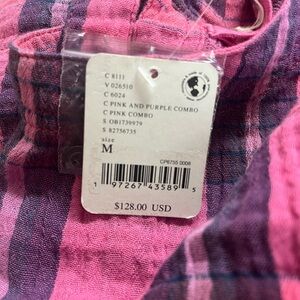 C 8111
V 026510
C 6024
C PINK AND PURPLE COMBO
C PINK COMBO
S OB1739979
S 82756735
size
M
CP6755 0008
1 97267 43589 5
$128.00 USD